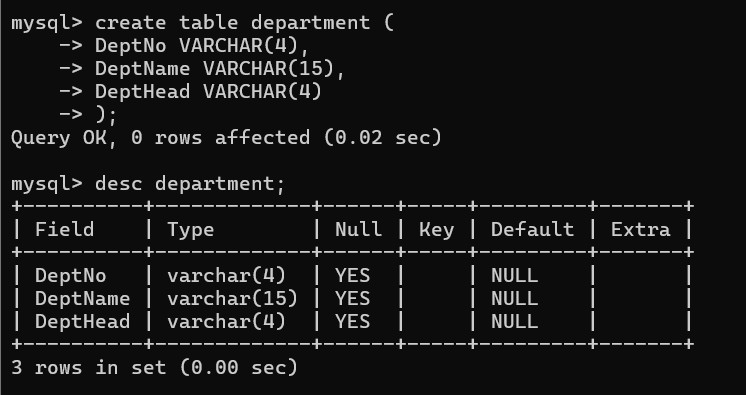 mysql> create table department (
    -> DeptNo VARCHAR(4),
    -> DeptName VARCHAR(15),
    -> DeptHead VARCHAR(4)
    -> );
Query OK, 0 rows affected (0.02 sec)

mysql> desc department;
+----------+-------------+------+-----+---------+-------+
| Field    | Type        | Null | Key | Default | Extra |
+----------+-------------+------+-----+---------+-------+
| DeptNo   | varchar(4)  | YES  |     | NULL    |       |
| DeptName | varchar(15) | YES  |     | NULL    |       |
| DeptHead | varchar(4)  | YES  |     | NULL    |       |
+----------+-------------+------+-----+---------+-------+
3 rows in set (0.00 sec)